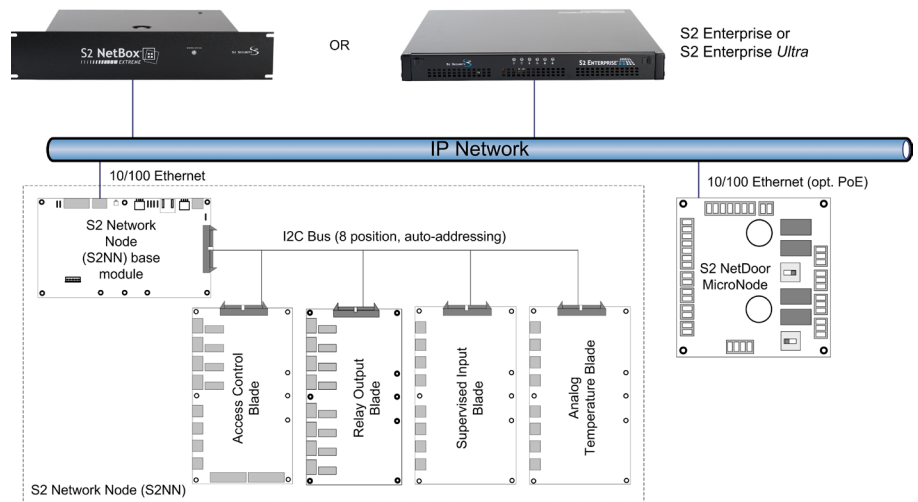 S2 NetBox
EXTREME
OR
S2 ENTERPRISE
S2 Enterprise or
S2 Enterprise Ultra
IP Network
10/100 Ethernet
10/100 Ethernet (opt. PoE)
S2 Network
Node
(S2NN) base
module
I2C Bus (8 position, auto-addressing)
S2 NetDoor
MicroNode
Access Control
Blade
Relay Output
Blade
Supervised Input
Blade
Analog
Temperature Blade
S2 Network Node (S2NN)